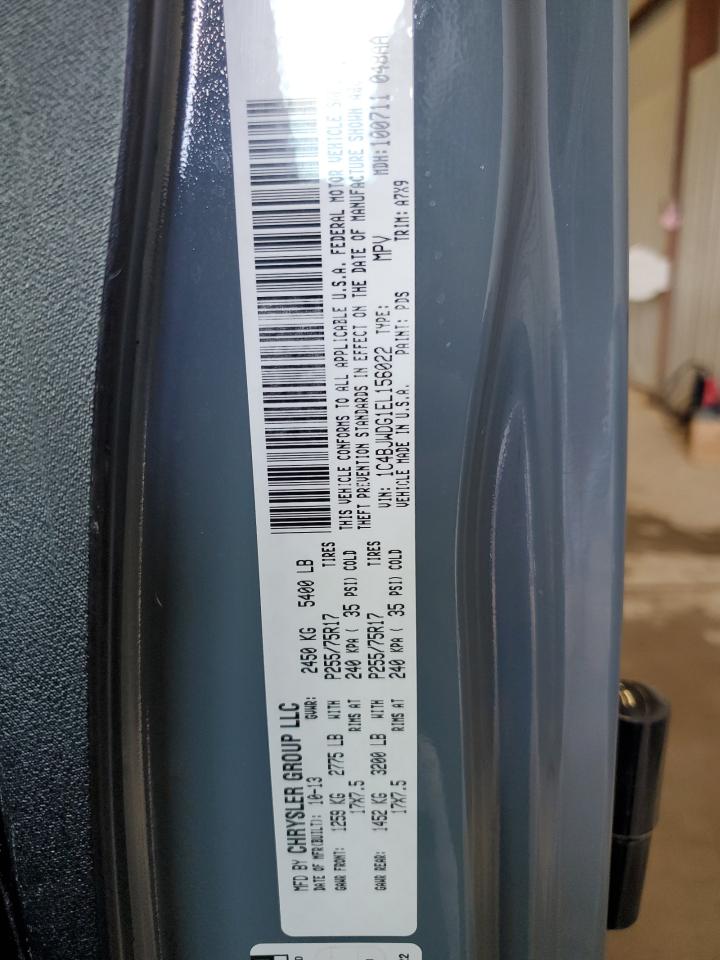 MFD BY CHRYSLER GROUP LLC
DATE OF MFR(BUILT): 10-13 GVWR: 2450 KG 5400 LB
GAWR FRONT: 1259 KG 2775 LB WITH P255/75R17 TIRES
17X7.5 RIMS AT 240 KPA ( 35 PSI) COLD
GAWR REAR: 1452 KG 3200 LB WITH P255/75R17 TIRES
17X7.5 RIMS AT 240 KPA ( 35 PSI) COLD
THIS VEHICLE CONFORMS TO ALL APPLICABLE U.S.A. FEDERAL MOTOR VEHICLE
THEFT PREVENTION STANDARDS IN EFFECT ON THE DATE OF MANUFACTURE SHOWN
VIN: 1C4BJWDG1EL156022 TYPE: MPV MDH:100711
VEHICLE MADE IN U.S.A. PAINT: PDS TRIM: A7X9